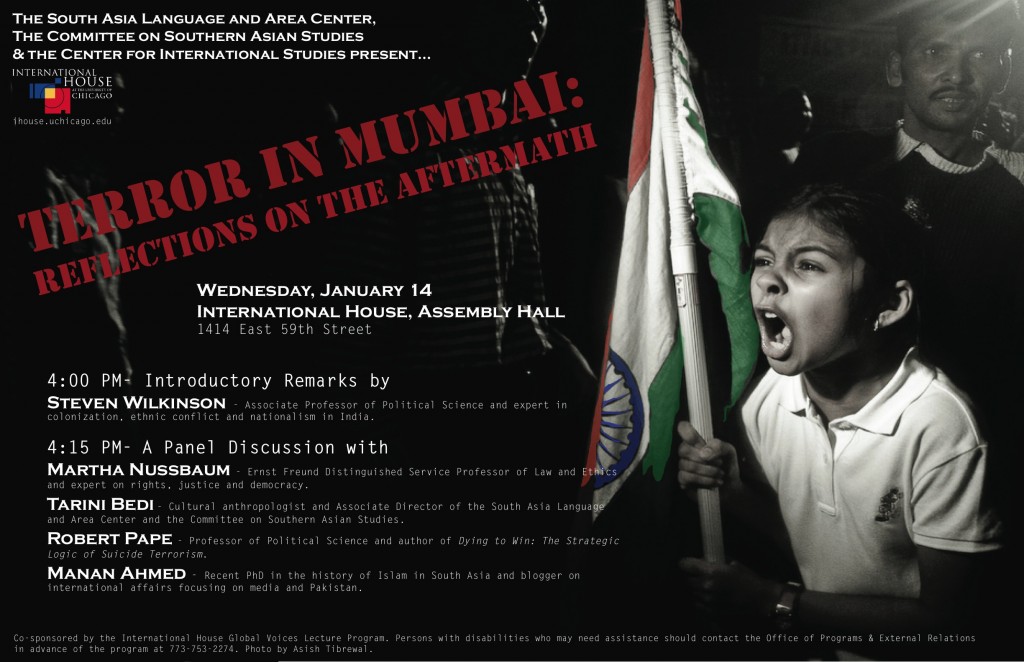 THE SOUTH ASIA LANGUAGE AND AREA CENTER,
THE COMMITTEE ON SOUTHERN ASIAN STUDIES
& THE CENTER FOR INTERNATIONAL STUDIES PRESENT...
INTERNATIONAL
HOUSE
AT THE UNIVERSITY OF
CHICAGO
ihouse.uchicago.edu
TERROR IN MUMBAI:
REFLECTIONS ON THE AFTERMATH
WEDNESDAY, JANUARY 14
INTERNATIONAL HOUSE, ASSEMBLY HALL
1414 East 59th Street
4:00 PM- Introductory Remarks by
STEVEN WILKINSON - Associate Professor of Political Science and expert in
colonization, ethnic conflict and nationalism in India.
4:15 PM- A Panel Discussion with
MARTHA NUSSBAUM - Ernst Freund Distinguished Service Professor of Law and Ethics
and expert on rights, justice and democracy.
TARINI BEDI - Cultural anthropologist and Associate Director of the South Asia Language
and Area Center and the Committee on Southern Asian Studies.
ROBERT PAPE - Professor of Political Science and author of Dying to Win: The Strategic
Logic of Suicide Terrorism.
MANAN AHMED - Recent PhD in the history of Islam in South Asia and blogger on
international affairs focusing on media and Pakistan.
Co-sponsored by the International House Global Voices Lecture Program. Persons with disabilities who may need assistance should contact the Office of Programs & External Relations
in advance of the program at 773-753-2274. Photo by Asish Tibrewal.